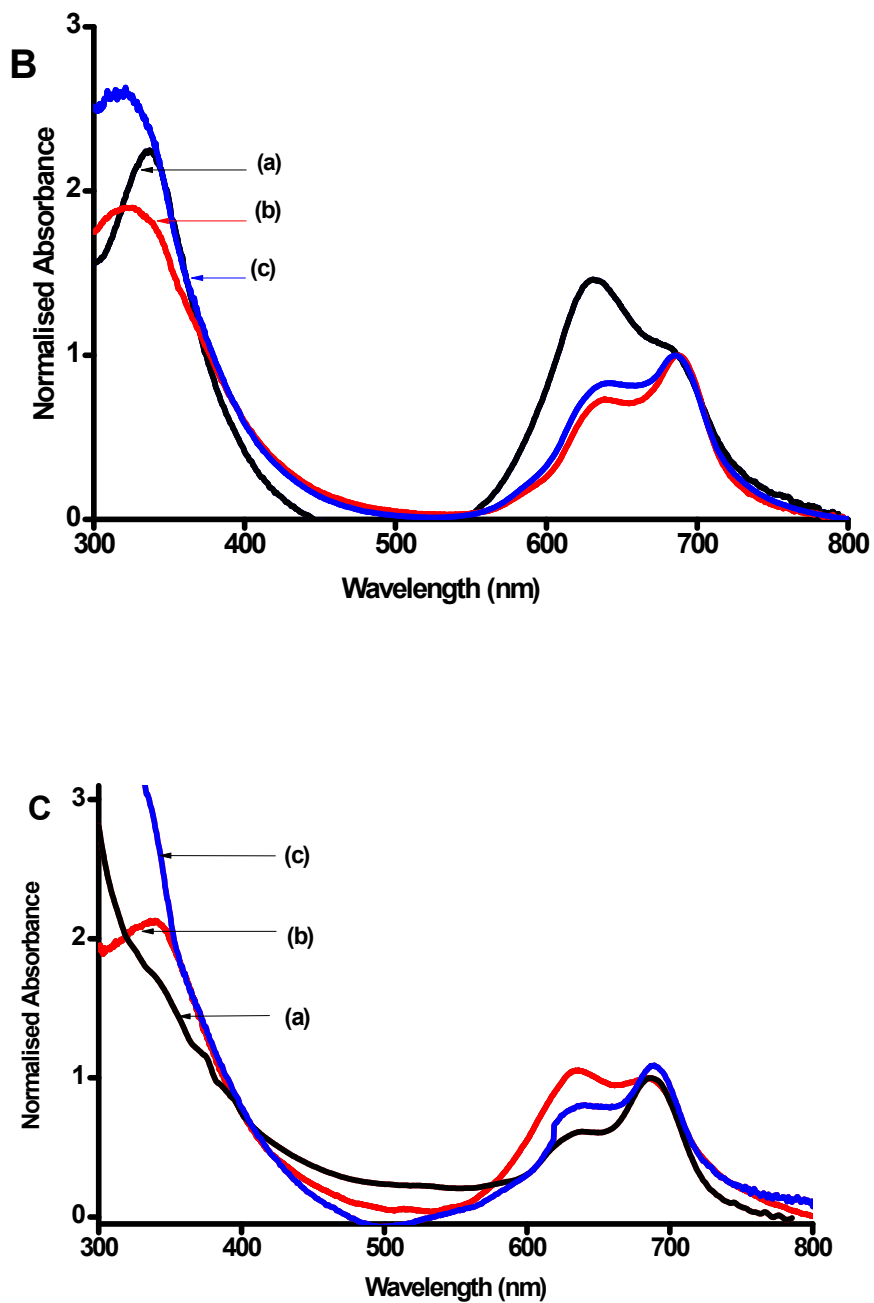 B
3
2
1
0
Normalised Absorbance
(a)
(b)
(c)
300 400 500 600 700 800
Wavelength (nm)
C
3
2
1
0
Normalised Absorbance
(c)
(b)
(a)
300 400 500 600 700 800
Wavelength (nm)